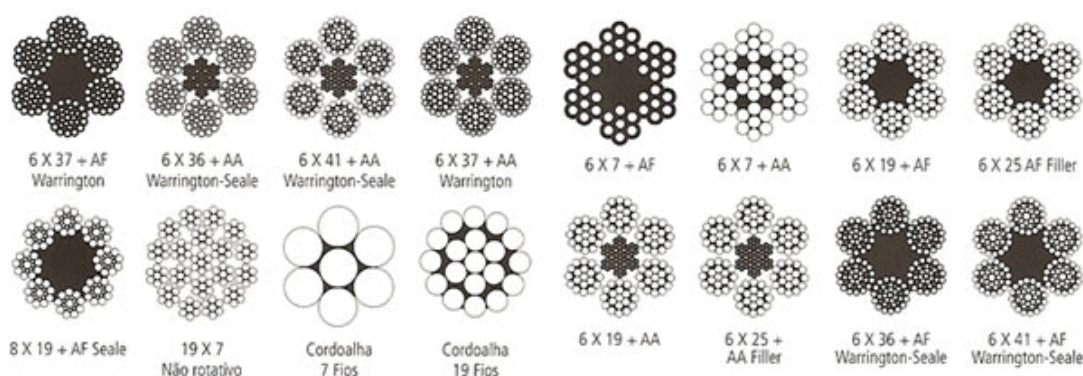 6 X 37 + AF
Warrington
6 X 36 + AA
Warrington-Seale
6 X 41 + AA
Warrington-Seale
6 X 37 + AA
Warrington
6 X 7 + AF
6 X 7 + AA
6 X 19 + AF
6 X 25 AF Filler
8 X 19 + AF Seale
19 X 7
Não rotativo
Cordoalha
7 Fios
Cordoalha
19 Fios
6 X 19 + AA
6 X 25 +
AA Filler
6 X 36 + AF
Warrington-Seale
6 X 41 + AF
Warrington-Seale